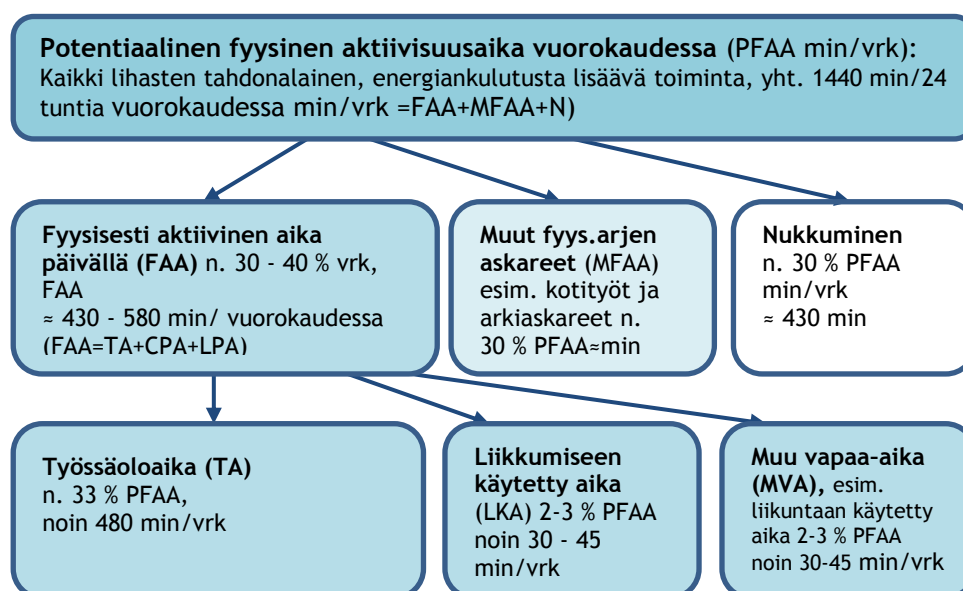 Potentiaalinen fyysinen aktiivisuusaika vuorokaudessa (PFAA min/vrk):
Kaikki lihasten tahdonalainen, energiankulutusta lisäävä toiminta, yht. 1440 min/24
tuntia vuorokaudessa min/vrk =FAA+MFAA+N)
Fyysisesti aktiivinen aika
päivällä (FAA) n. 30 - 40 % vrk,
FAA
≈ 430 - 580 min/ vuorokaudessa
(FAA=TA+CPA+LPA)
Muut fyys.arjen
askareet (MFAA)
esim. kotityöt ja
arkiaskareet n.
30 % PFAA≈min
Nukkuminen
n. 30 % PFAA
min/vrk
≈ 430 min
Työssäoloaika (TA)
n. 33 % PFAA,
noin 480 min/vrk
Liikkumiseen
käytetty aika
(LKA) 2-3 % PFAA
noin 30 - 45
min/vrk
Muu vapaa-aika
(MVA), esim.
liikuntaan käytetty
aika 2-3 % PFAA
noin 30-45 min/vrk